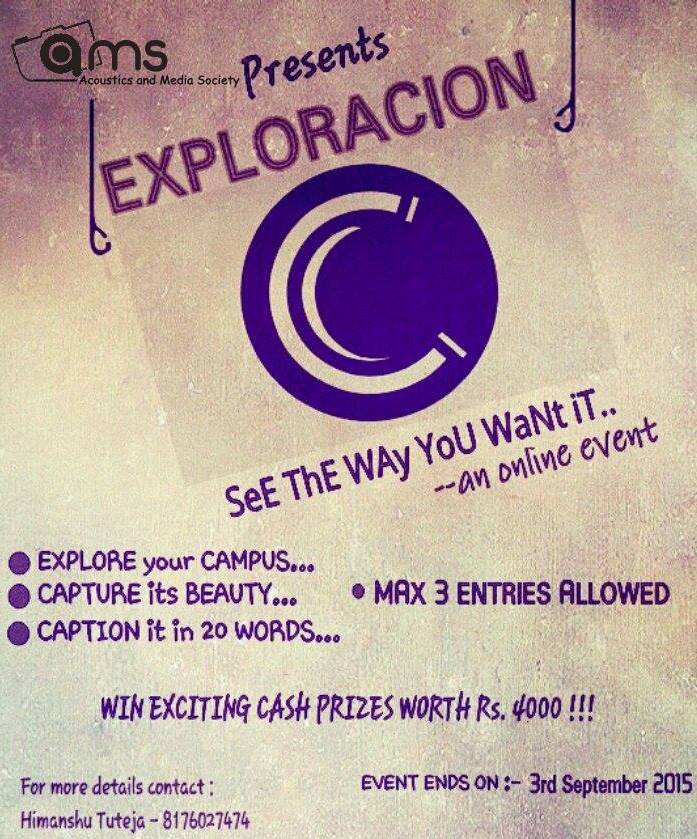 ams
Acoustics and Media Society
Presents
EXPLORACION
C
SeE ThE WAy YoU WaNt iT..
--an online event
● EXPLORE your CAMPUS...
● CAPTURE its BEAUTY...
● CAPTION it in 20 WORDS...
• MAX 3 ENTRIES ALLOWED
WIN EXCITING CASH PRIZES WORTH Rs. 4000 !!!
For more details contact :
Himanshu Tuteja - 8176027474
EVENT ENDS ON :- 3rd September 2015